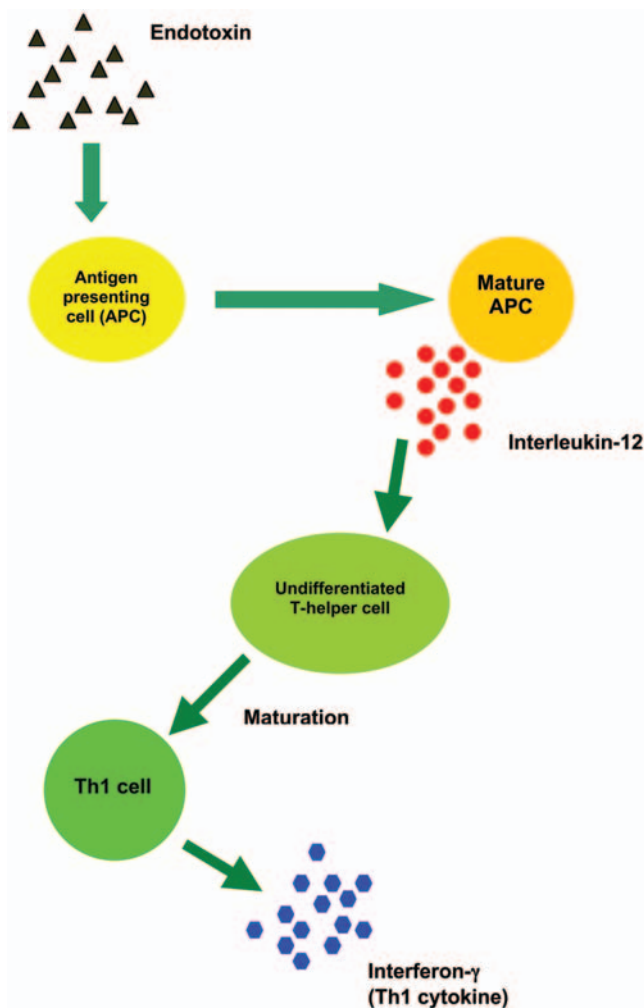 Endotoxin
Antigen
presenting
cell (APC)
Mature
APC
Interleukin-12
Undifferentiated
T-helper cell
Maturation
Th1 cell
Interferon-γ
(Th1 cytokine)